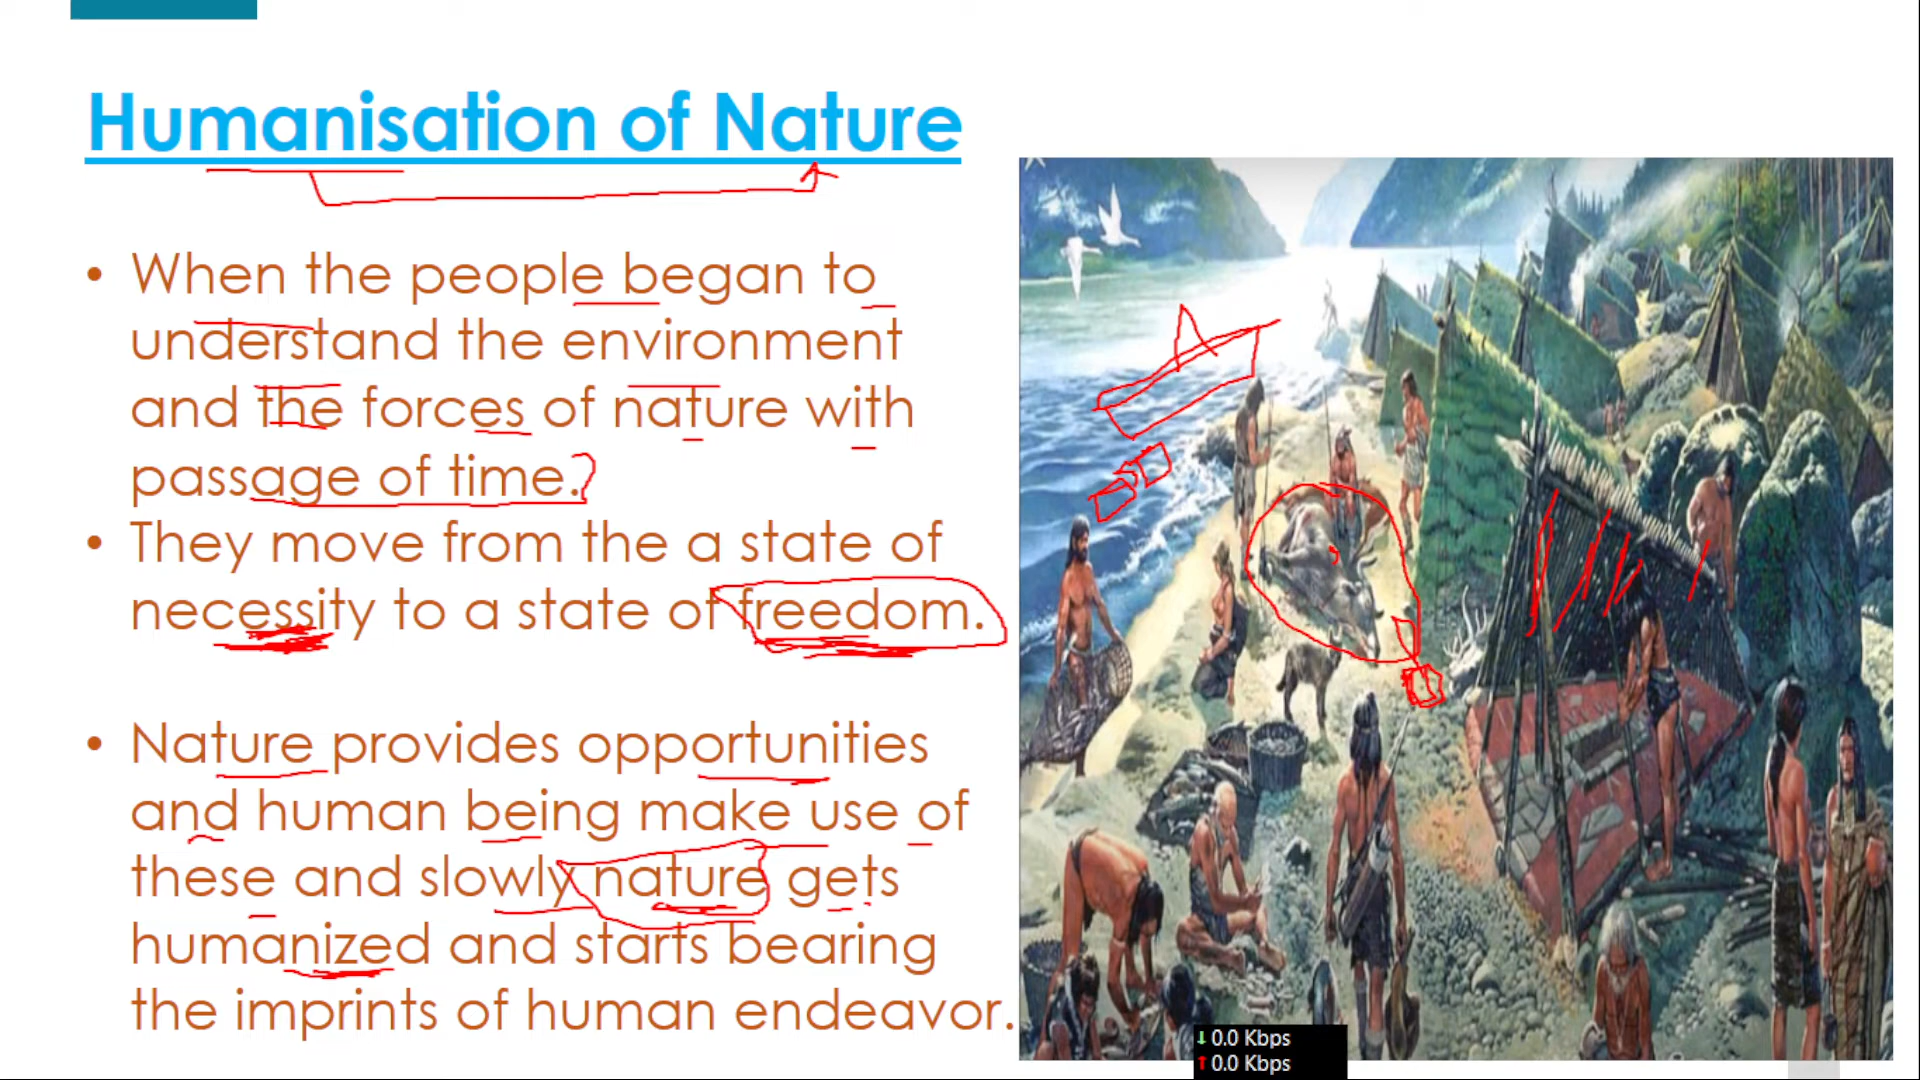 Humanisation of Nature
• When the people began to
understand the environment
and the forces of nature with
passage of time.
• They move from the a state of
necessity to a state of freedom.
• Nature provides opportunities
and human being make use of
these and slowly nature gets
humanized and starts bearing
the imprints of human endeavor.
↓ 0.0 Kbps
↑ 0.0 Kbps